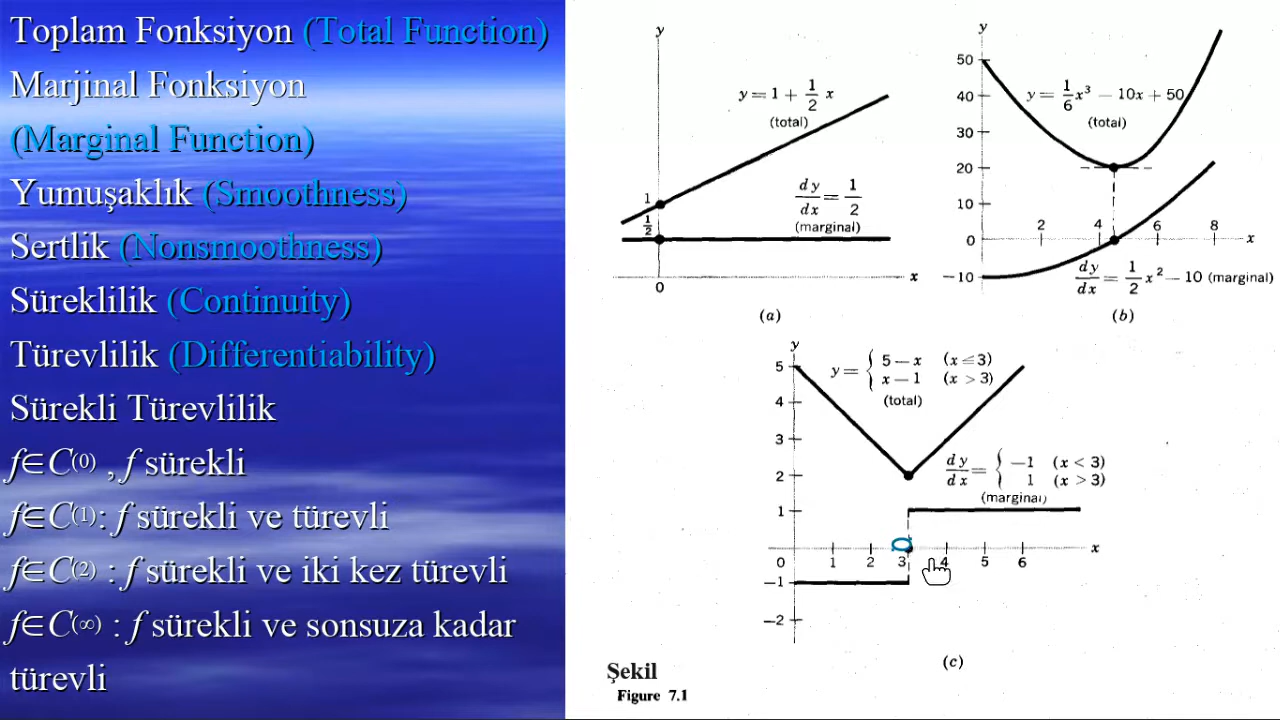 Toplam Fonksiyon (Total Function)
Marjinal Fonksiyon
(Marginal Function)
Yumuşaklık (Smoothness)
Sertlik (Nonsmoothness)
Süreklilik (Continuity)
Türevlilik (Differentiability)
Sürekli Türevlilik
f∈C⁽⁰⁾ , f sürekli
f∈C⁽¹⁾: f sürekli ve türevli
f∈C⁽²⁾ : f sürekli ve iki kez türevli
f∈C⁽∞⁾ : f sürekli ve sonsuza kadar
türevli
y
y = 1 + 1/2 x
(total)
1
1/2
dy/dx = 1/2
(marginal)
x
0
(a)
y
50
40
30
20
10
0
−10
y = 1/6 x³ − 10x + 50
(total)
2 4 6 8
x
dy/dx = 1/2 x² − 10 (marginal)
(b)
y
5
4
3
2
1
0
−1
−2
y = { 5 − x (x ≤ 3)
x − 1 (x > 3)
(total)
dy/dx = { −1 (x < 3)
1 (x > 3)
(marginal)
1 2 3 4 5 6
x
(c)
Şekil
Figure 7.1